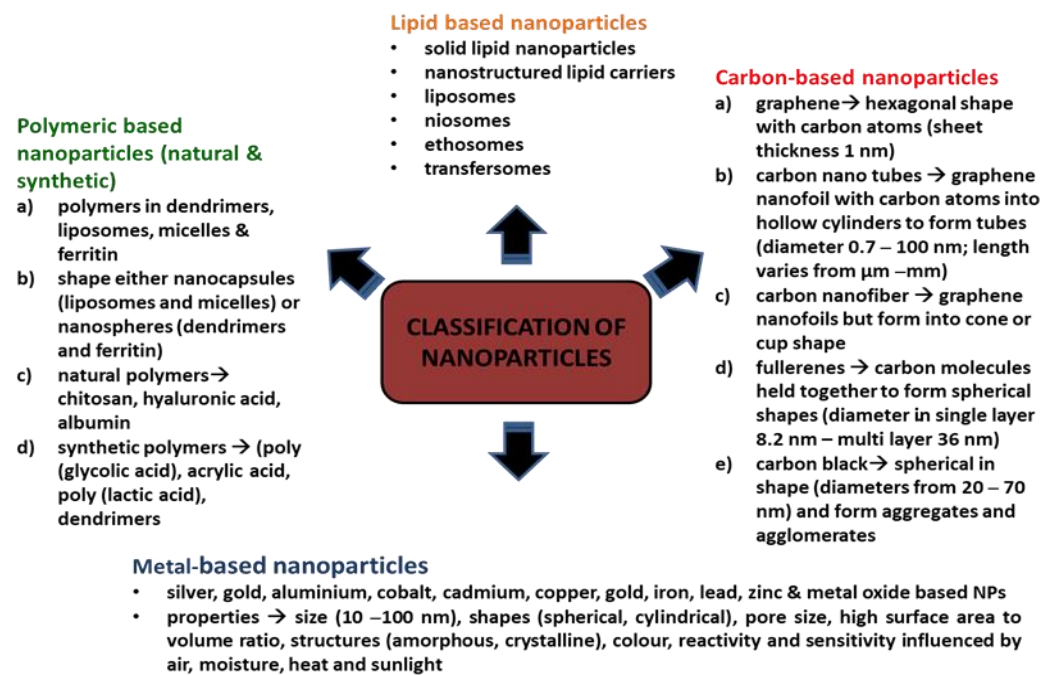 Lipid based nanoparticles
• solid lipid nanoparticles
• nanostructured lipid carriers
• liposomes
• niosomes
• ethosomes
• transfersomes
Carbon-based nanoparticles
a) graphene→ hexagonal shape
with carbon atoms (sheet
thickness 1 nm)
b) carbon nano tubes → graphene
nanofoil with carbon atoms into
hollow cylinders to form tubes
(diameter 0.7 – 100 nm; length
varies from µm –mm)
c) carbon nanofiber → graphene
nanofoils but form into cone or
cup shape
d) fullerenes → carbon molecules
held together to form spherical
shapes (diameter in single layer
8.2 nm – multi layer 36 nm)
e) carbon black→ spherical in
shape (diameters from 20 – 70
nm) and form aggregates and
agglomerates
Polymeric based
nanoparticles (natural &
synthetic)
a) polymers in dendrimers,
liposomes, micelles &
ferritin
b) shape either nanocapsules
(liposomes and micelles) or
nanospheres (dendrimers
and ferritin)
c) natural polymers→
chitosan, hyaluronic acid,
albumin
d) synthetic polymers → (poly
(glycolic acid), acrylic acid,
poly (lactic acid),
dendrimers
CLASSIFICATION OF
NANOPARTICLES
Metal-based nanoparticles
• silver, gold, aluminium, cobalt, cadmium, copper, gold, iron, lead, zinc & metal oxide based NPs
• properties → size (10 –100 nm), shapes (spherical, cylindrical), pore size, high surface area to
volume ratio, structures (amorphous, crystalline), colour, reactivity and sensitivity influenced by
air, moisture, heat and sunlight